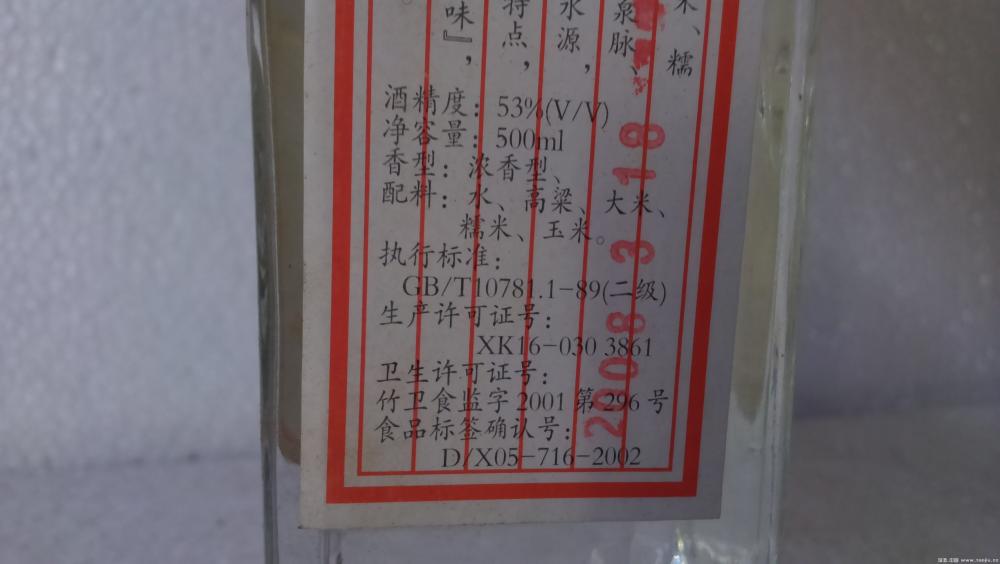 米、糯
泉脉、
水源，
特点，
味』，
。
酒精度：53%(V/V)
净容量：500ml
香型：浓香型、
配料：水、高粱、大米、
糯米、玉米。
执行标准：
GB/T10781.1-89(二级)
生产许可证号：
XK16-030 3861
卫生许可证号：
竹卫食监字2001第296号
食品标签确认号：
D/X05-716-2002
2008 3 18